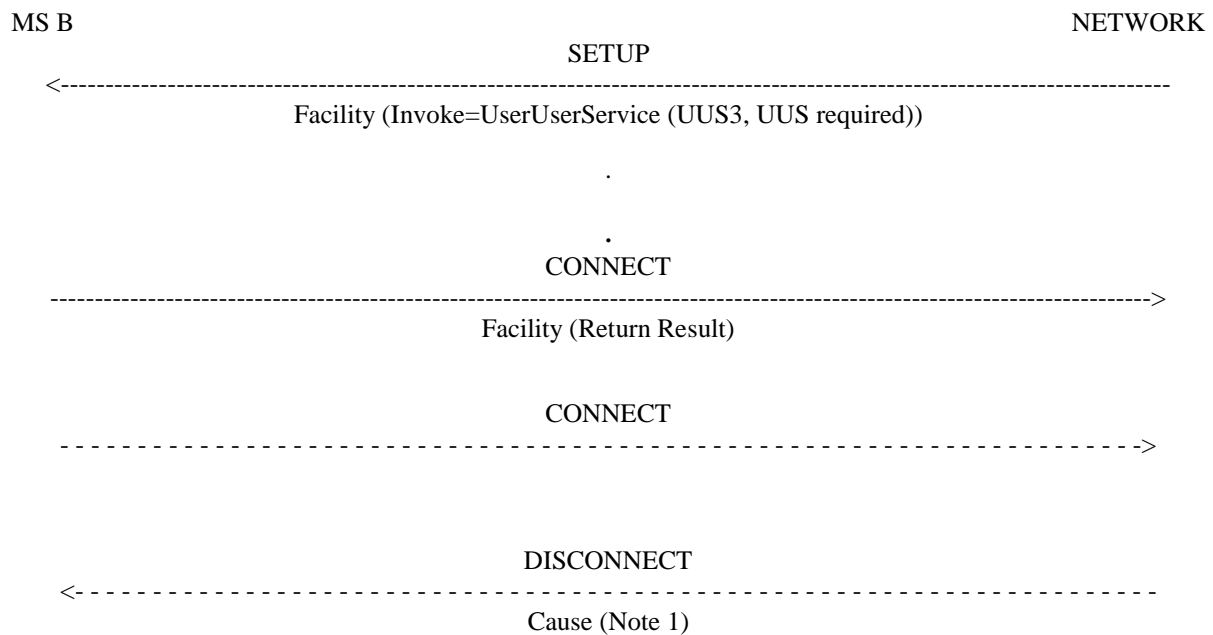 MS B NETWORK
SETUP
<----------------------------------------------------------------------------------------------------------------------------
Facility (Invoke=UserUserService (UUS3, UUS required))
.
.
CONNECT
--------------------------------------------------------------------------------------------------------------------------->
Facility (Return Result)
CONNECT
- - - - - - - - - - - - - - - - - - - - - - - - - - - - - - - - - - - - - - - - - - - - - - - - - - - - - - - - - - - - - - - - - - - - - ->
DISCONNECT
<- - - - - - - - - - - - - - - - - - - - - - - - - - - - - - - - - - - - - - - - - - - - - - - - - - - - - - - - - - - - - - - - - - - - - -
Cause (Note 1)